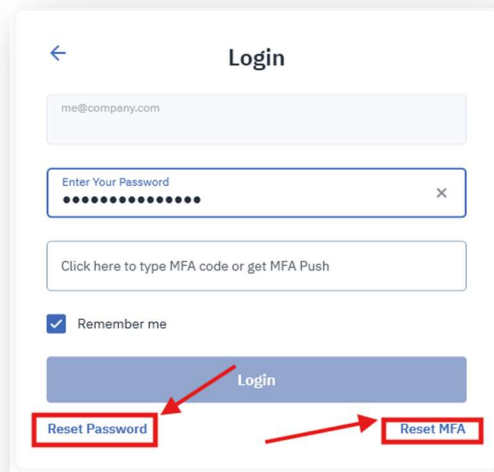 Login
me@company.com
Enter Your Password
Click here to type MFA code or get MFA Push
Remember me
Login
Reset Password Reset MFA